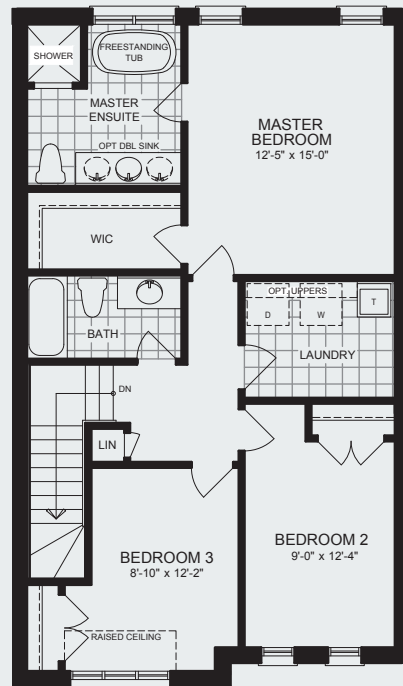 SHOWER
FREESTANDING
TUB
MASTER
ENSUITE
OPT DBL SINK
MASTER
BEDROOM
12'-5" x 15'-0"
WIC
OPT. UPPERS
D
W
T
LAUNDRY
BATH
DN
LIN
BEDROOM 3
8'-10" x 12'-2"
RAISED CEILING
BEDROOM 2
9'-0" x 12'-4"